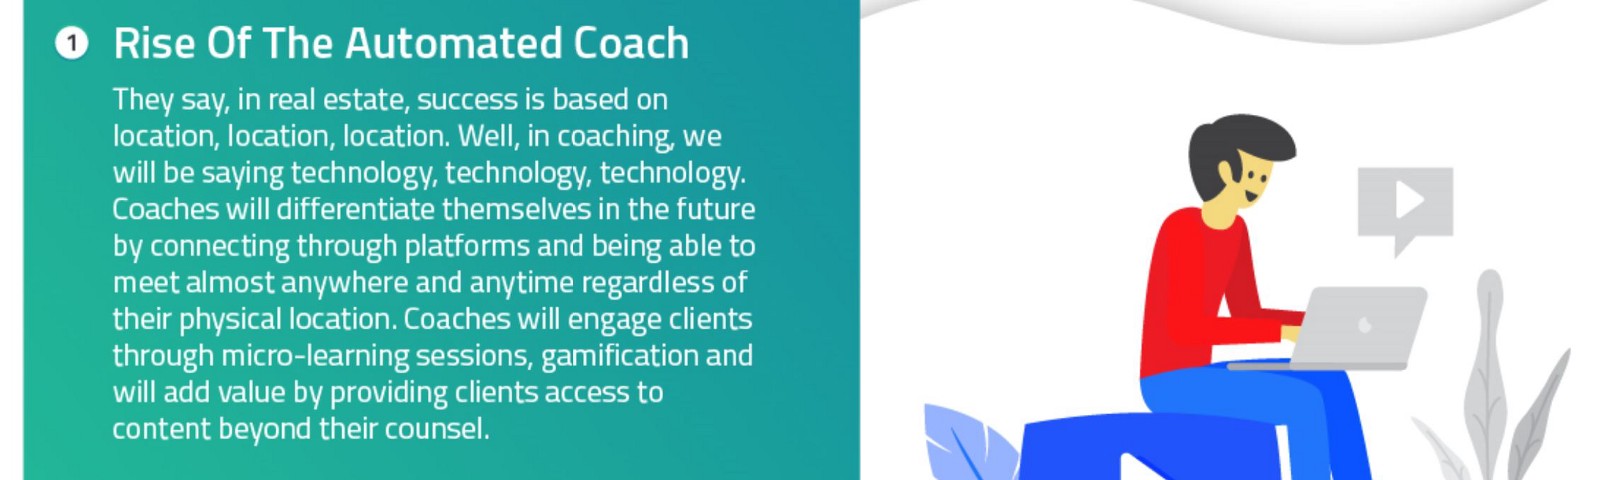 1 Rise Of The Automated Coach
They say, in real estate, success is based on
location, location, location. Well, in coaching, we
will be saying technology, technology, technology.
Coaches will differentiate themselves in the future
by connecting through platforms and being able to
meet almost anywhere and anytime regardless of
their physical location. Coaches will engage clients
through micro-learning sessions, gamification and
will add value by providing clients access to
content beyond their counsel.